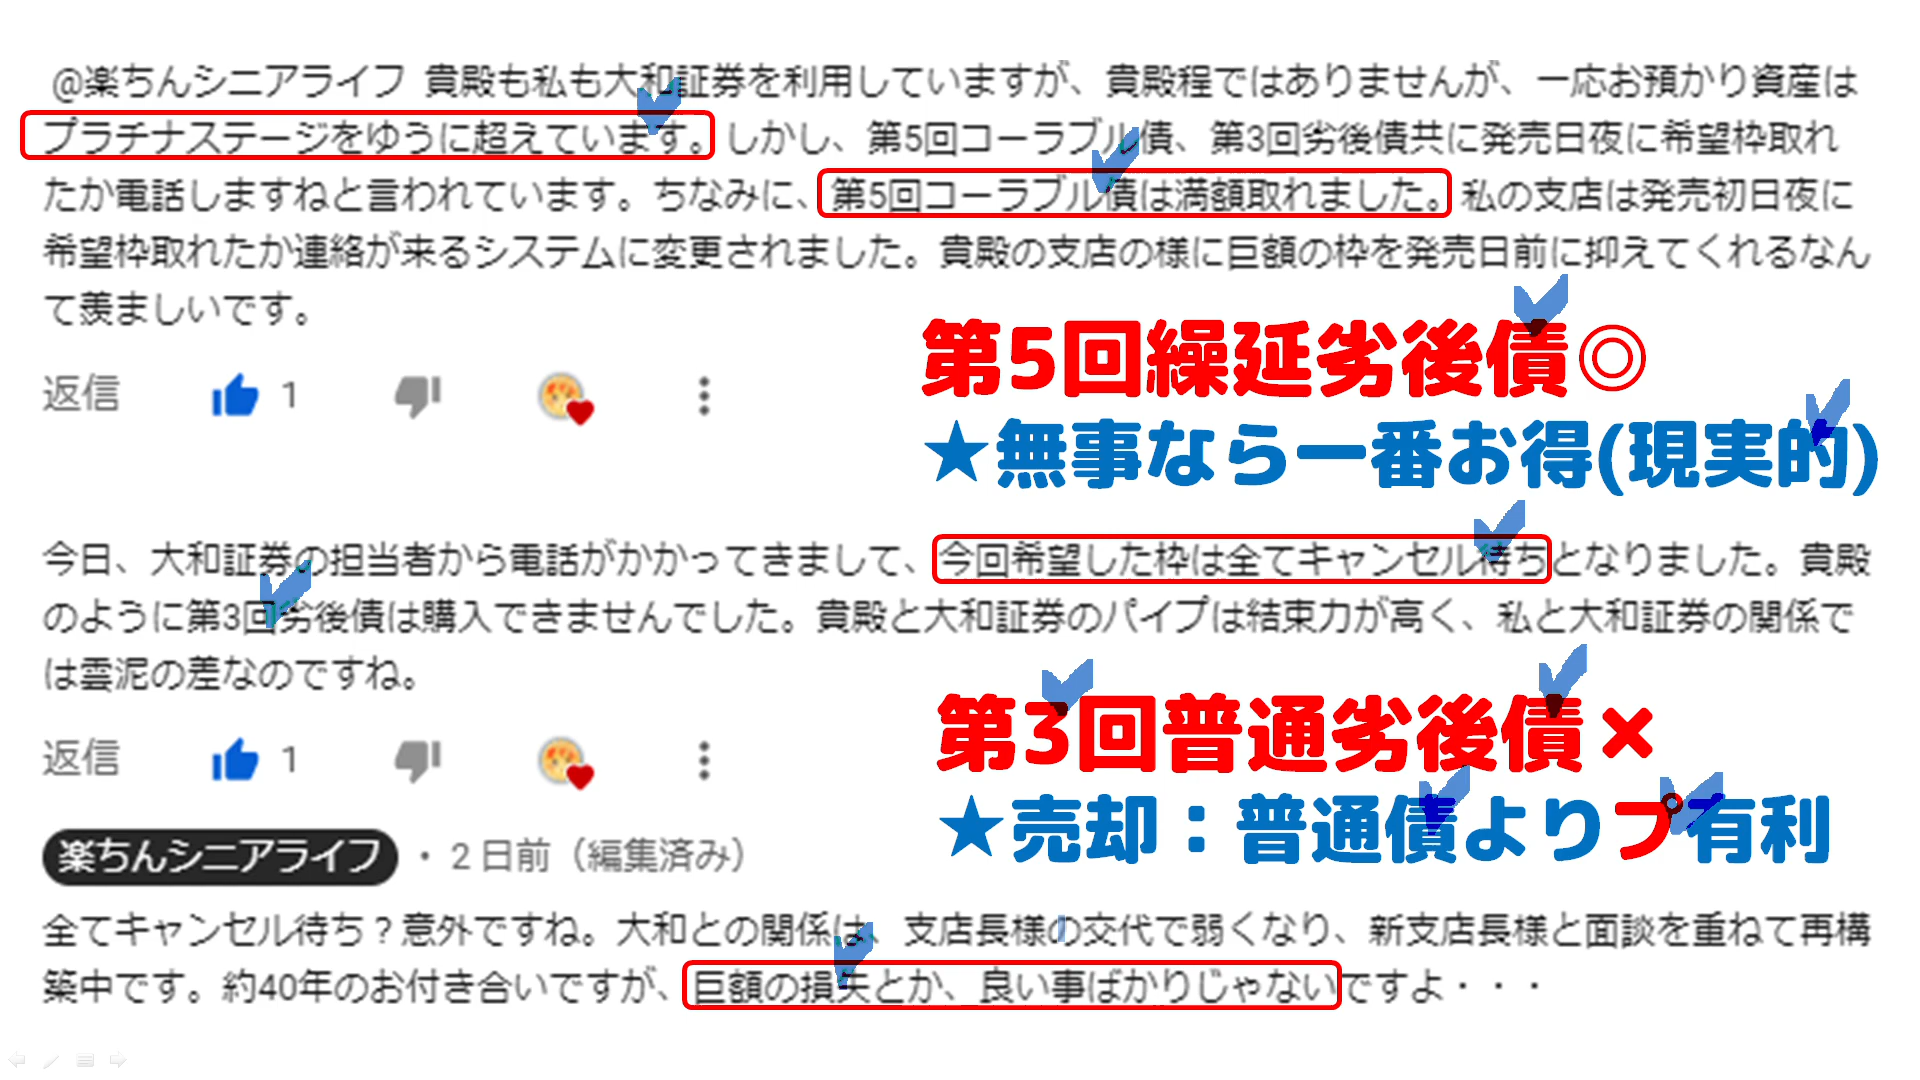 @楽ちんシニアライフ 貴殿も私も大和証券を利用していますが、貴殿程ではありませんが、一応お預かり資産は
プラチナステージをゆうに超えています。しかし、第5回コーラブル債、第3回劣後債共に発売日夜に希望枠取れ
たか電話しますねと言われています。ちなみに、第5回コーラブル債は満額取れました。私の支店は発売初日夜に
希望枠取れたか連絡が来るシステムに変更されました。貴殿の支店の様に巨額の枠を発売日前に抑えてくれるなん
て羨ましいです。
第5回繰延劣後債◎
返信 1
★無事なら一番お得(現実的)
今日、大和証券の担当者から電話がかかってきまして、今回希望した枠は全てキャンセル待ちとなりました。貴殿
のように第3回劣後債は購入できませんでした。貴殿と大和証券のパイプは結束力が高く、私と大和証券の関係で
は雲泥の差なのですね。
第3回普通劣後債×
返信 1
★売却：普通債よりプ有利
楽ちんシニアライフ ・ 2 日前（編集済み）
全てキャンセル待ち？意外ですね。大和との関係は、支店長様の交代で弱くなり、新支店長様と面談を重ねて再構
築中です。約40年のお付き合いですが、巨額の損失とか、良い事ばかりじゃないですよ・・・